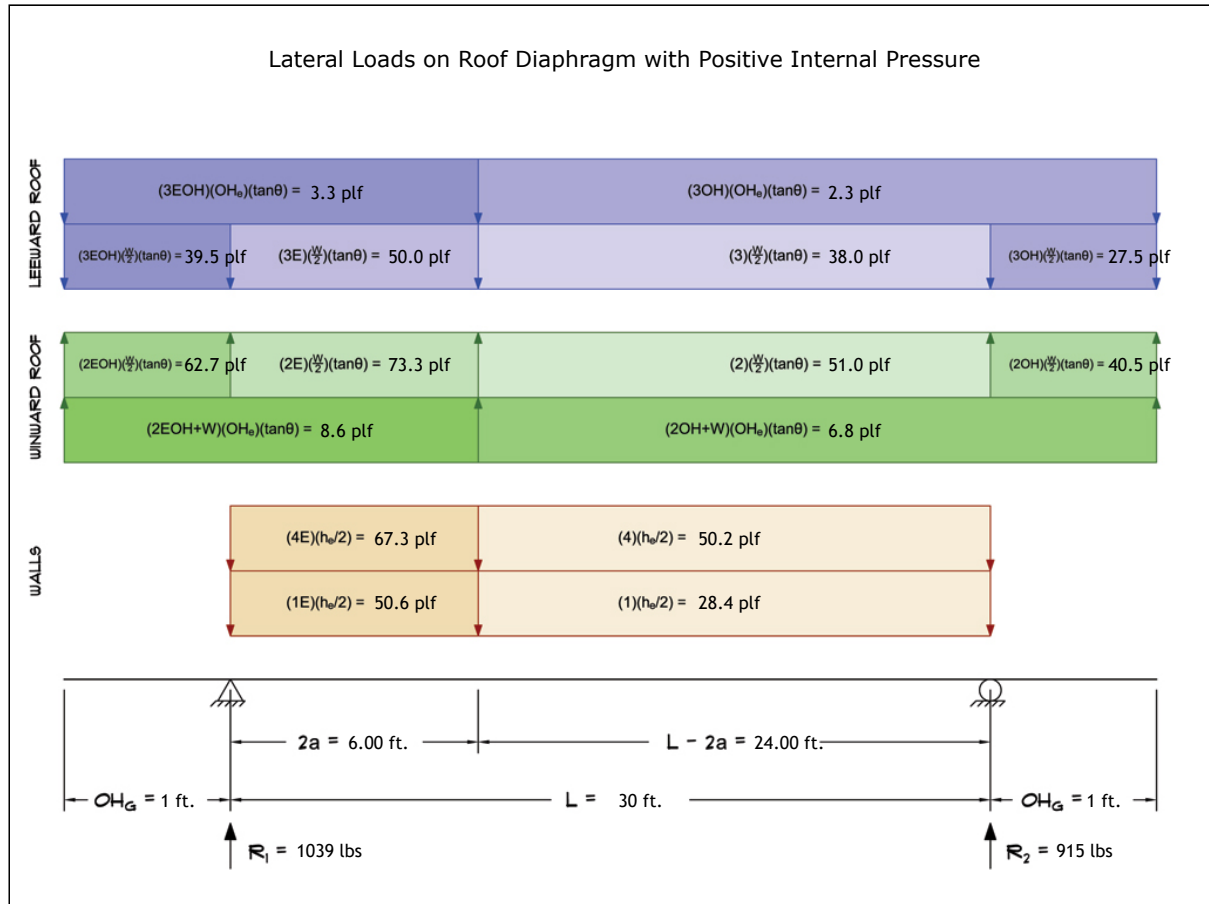 Lateral Loads on Roof Diaphragm with Positive Internal Pressure
LEEWARD ROOF
(3EOH)(OHₑ)(tanθ) = 3.3 plf
(3OH)(OHₑ)(tanθ) = 2.3 plf
(3EOH)(W/2)(tanθ) = 39.5 plf
(3E)(W/2)(tanθ) = 50.0 plf
(3)(W/2)(tanθ) = 38.0 plf
(3OH)(W/2)(tanθ) = 27.5 plf
WINWARD ROOF
(2EOH)(W/2)(tanθ) = 62.7 plf
(2E)(W/2)(tanθ) = 73.3 plf
(2)(W/2)(tanθ) = 51.0 plf
(2OH)(W/2)(tanθ) = 40.5 plf
(2EOH+W)(OHₑ)(tanθ) = 8.6 plf
(2OH+W)(OHₑ)(tanθ) = 6.8 plf
WALLS
(4E)(hₑ/2) = 67.3 plf
(4)(hₑ/2) = 50.2 plf
(1E)(hₑ/2) = 50.6 plf
(1)(hₑ/2) = 28.4 plf
2a = 6.00 ft.
L - 2a = 24.00 ft.
OH_G = 1 ft.
L = 30 ft.
OH_G = 1 ft.
R₁ = 1039 lbs
R₂ = 915 lbs